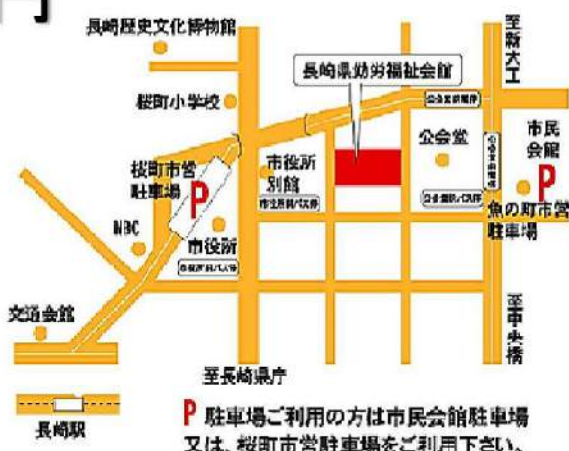 内
長崎歴史文化博物館
至新大工
長崎県勤労福祉会館
桜町小学校
公会堂
市民
会館
桜町市営
駐車場
P
市役所
別館
P
魚の町市営
駐車場
NBC
市役所
交通会館
至中央橋
至長崎県庁
長崎駅
P 駐車場ご利用の方は市民会館駐車場
又は、桜町市営駐車場をご利用下さい。